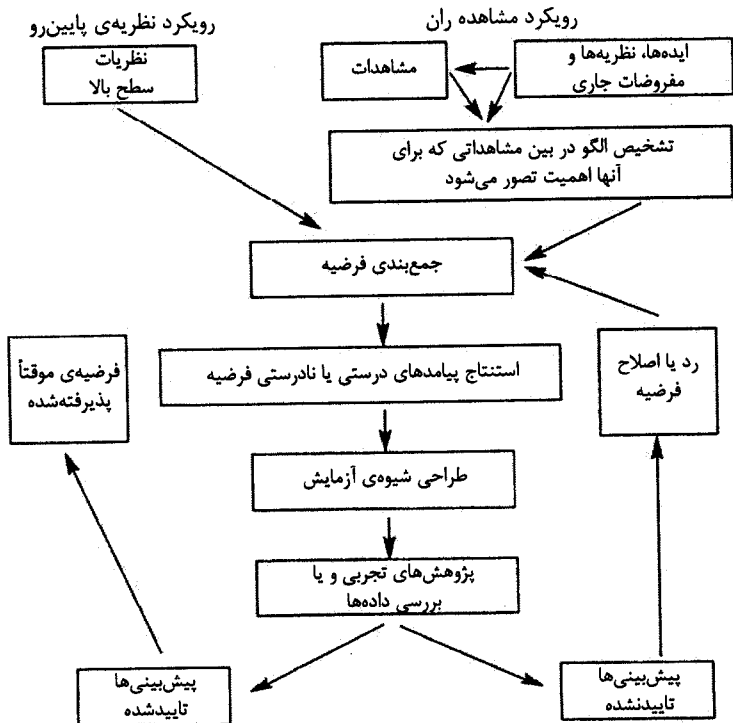 رویکرد مشاهده ران
رویکرد نظریه‌ی پایین‌رو
ایده‌ها، نظریه‌ها و
مفروضات جاری
مشاهدات
نظریات
سطح بالا
تشخیص الگو در بین مشاهداتی که برای
آنها اهمیت تصور می‌شود
جمع‌بندی فرضیه
استنتاج پیامدهای درستی یا نادرستی فرضیه
رد یا اصلاح
فرضیه
فرضیه‌ی موقتأ
پذیرفته‌شده
طراحی شیوه‌ی آزمایش
پژوهش‌های تجربی و یا
بررسی داده‌ها
پیش‌بینی‌ها
تاییدنشده
پیش‌بینی‌ها
تاییدشده